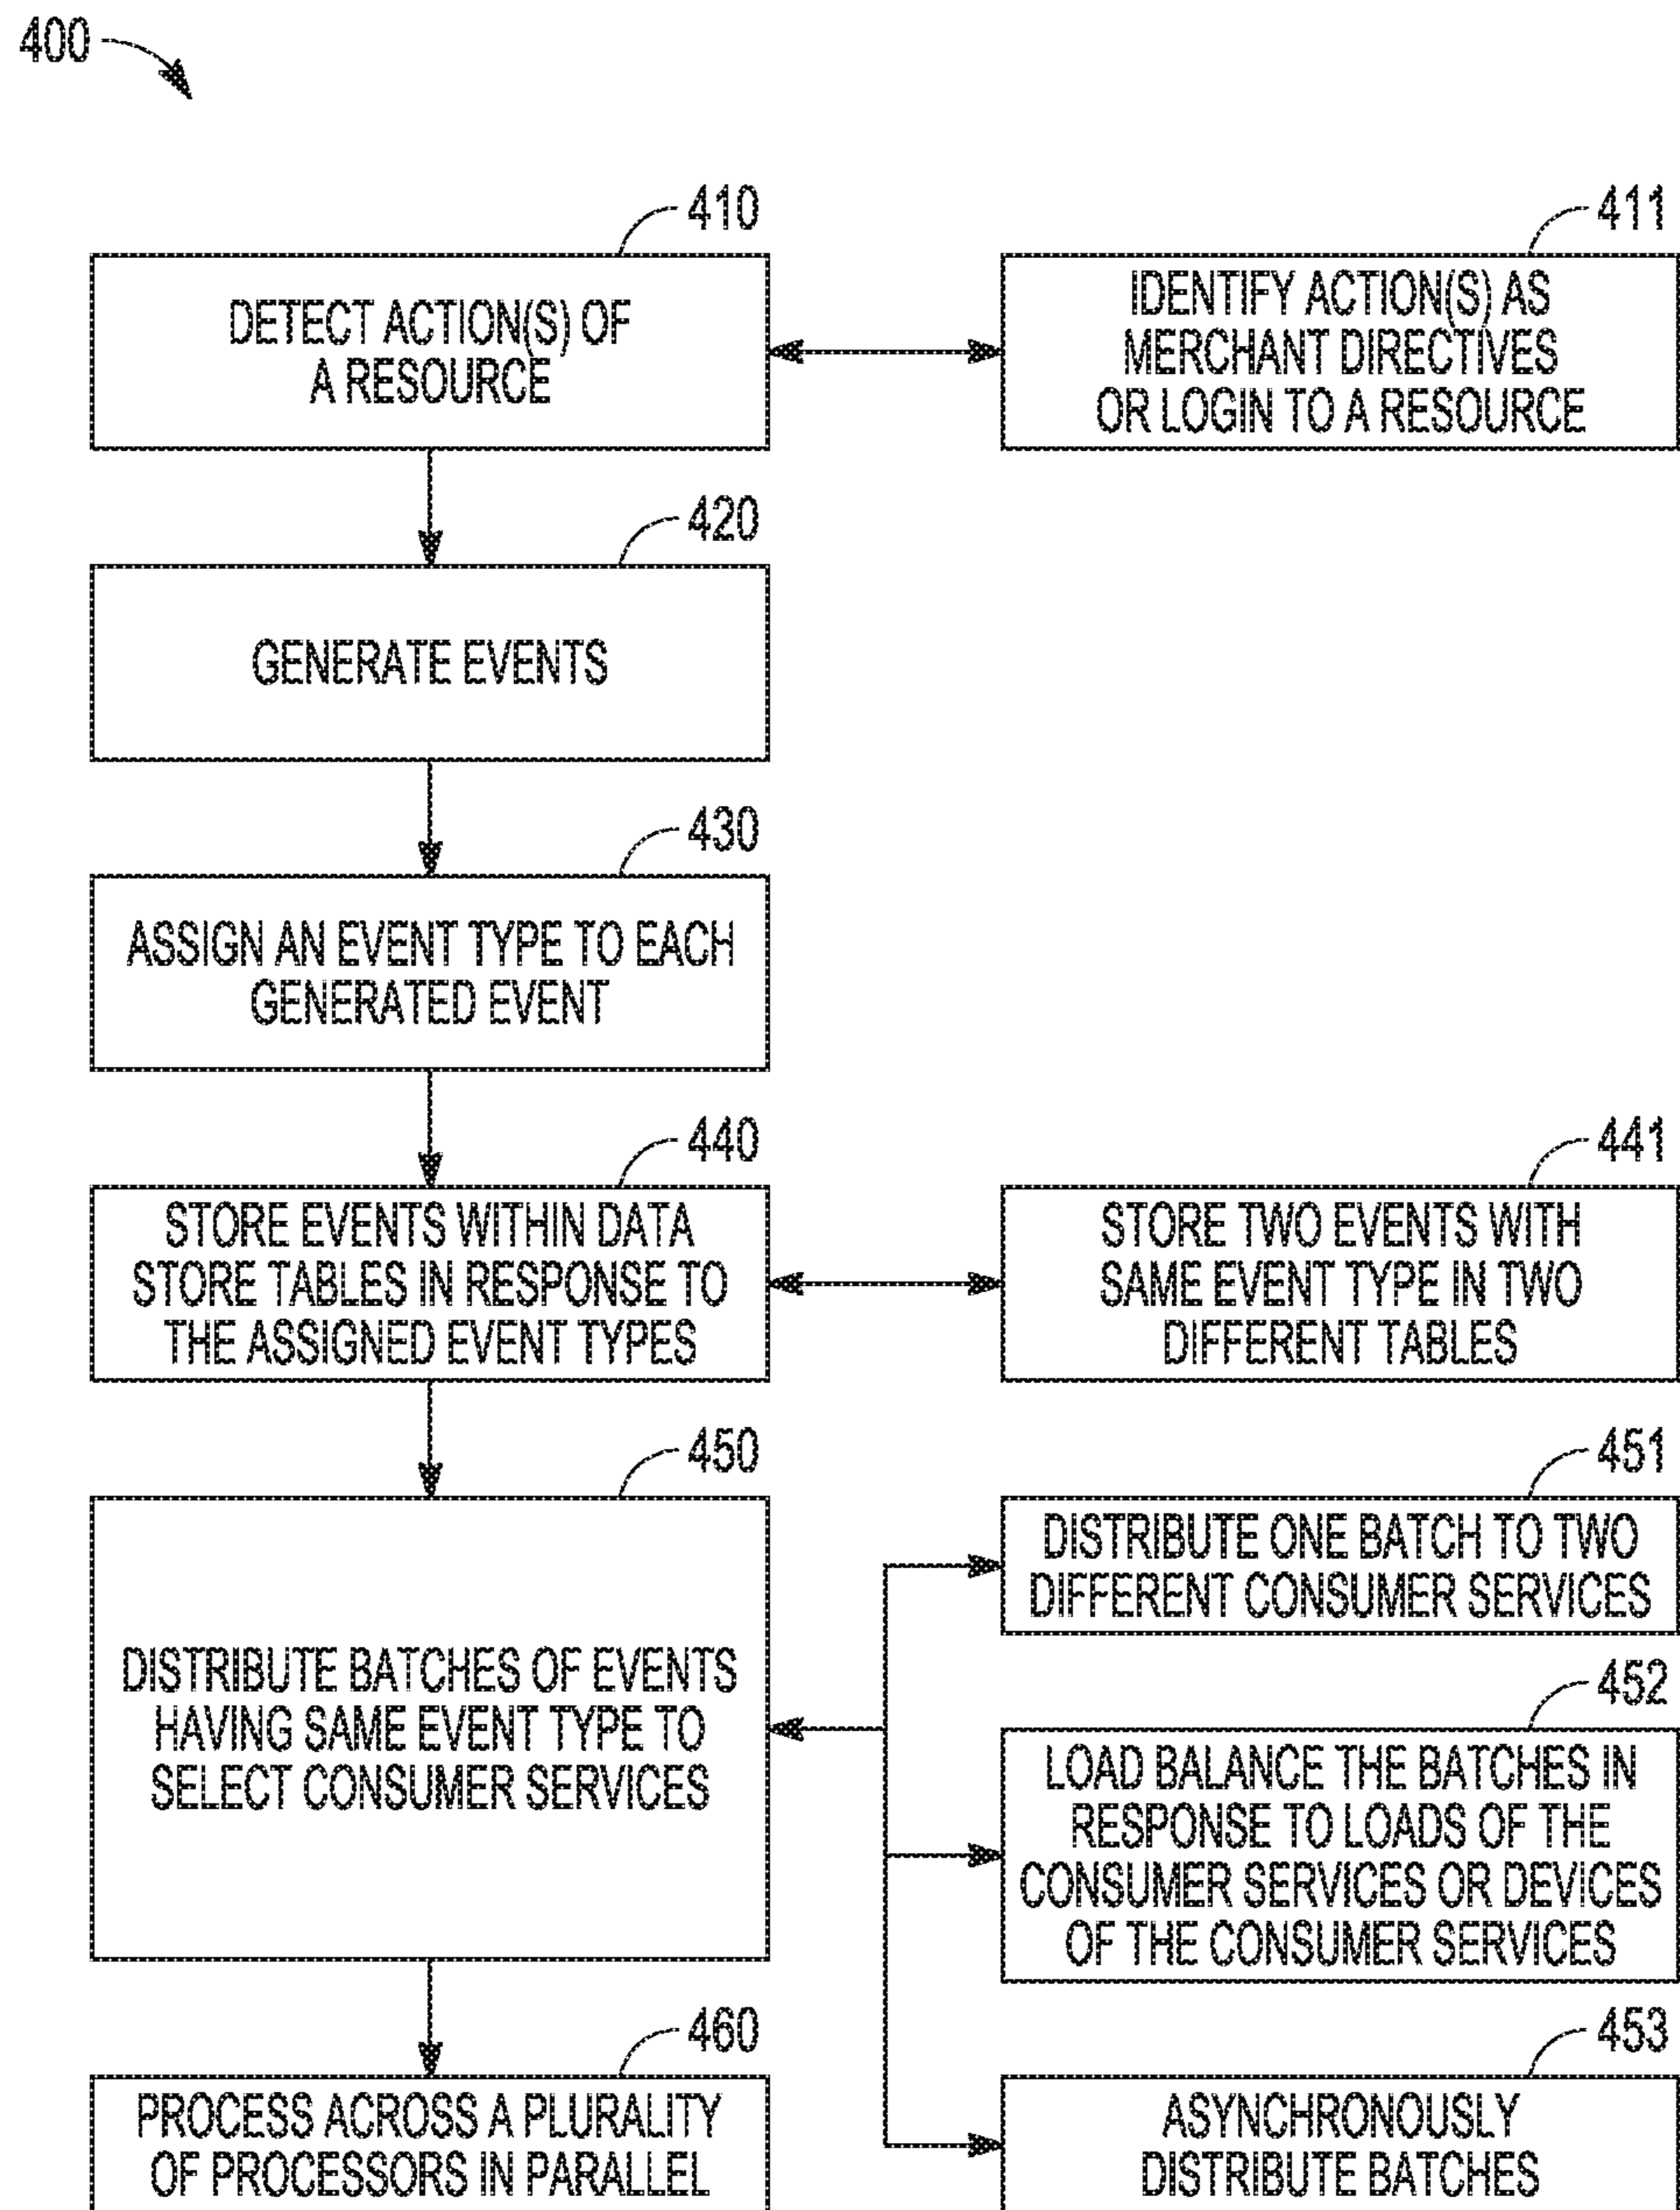 400
410
DETECT ACTION(S) OF
A RESOURCE
411
IDENTIFY ACTION(S) AS
MERCHANT DIRECTIVES
OR LOGIN TO A RESOURCE
420
GENERATE EVENTS
430
ASSIGN AN EVENT TYPE TO EACH
GENERATED EVENT
440
STORE EVENTS WITHIN DATA
STORE TABLES IN RESPONSE TO
THE ASSIGNED EVENT TYPES
441
STORE TWO EVENTS WITH
SAME EVENT TYPE IN TWO
DIFFERENT TABLES
450
DISTRIBUTE BATCHES OF EVENTS
HAVING SAME EVENT TYPE TO
SELECT CONSUMER SERVICES
451
DISTRIBUTE ONE BATCH TO TWO
DIFFERENT CONSUMER SERVICES
452
LOAD BALANCE THE BATCHES IN
RESPONSE TO LOADS OF THE
CONSUMER SERVICES OR DEVICES
OF THE CONSUMER SERVICES
460
PROCESS ACROSS A PLURALITY
OF PROCESSORS IN PARALLEL
453
ASYNCHRONOUSLY
DISTRIBUTE BATCHES